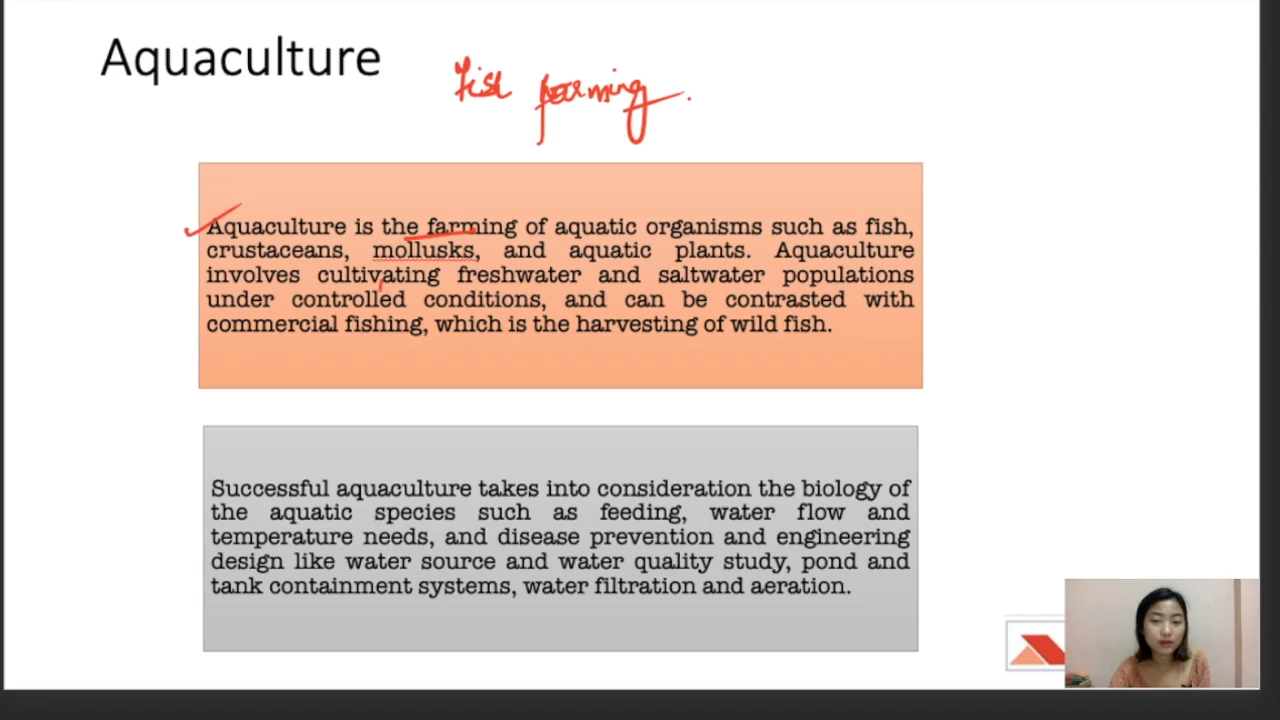 Aquaculture
Fish farming.
Aquaculture is the farming of aquatic organisms such as fish,
crustaceans, mollusks, and aquatic plants. Aquaculture
involves cultivating freshwater and saltwater populations
under controlled conditions, and can be contrasted with
commercial fishing, which is the harvesting of wild fish.
Successful aquaculture takes into consideration the biology of
the aquatic species such as feeding, water flow and
temperature needs, and disease prevention and engineering
design like water source and water quality study, pond and
tank containment systems, water filtration and aeration.